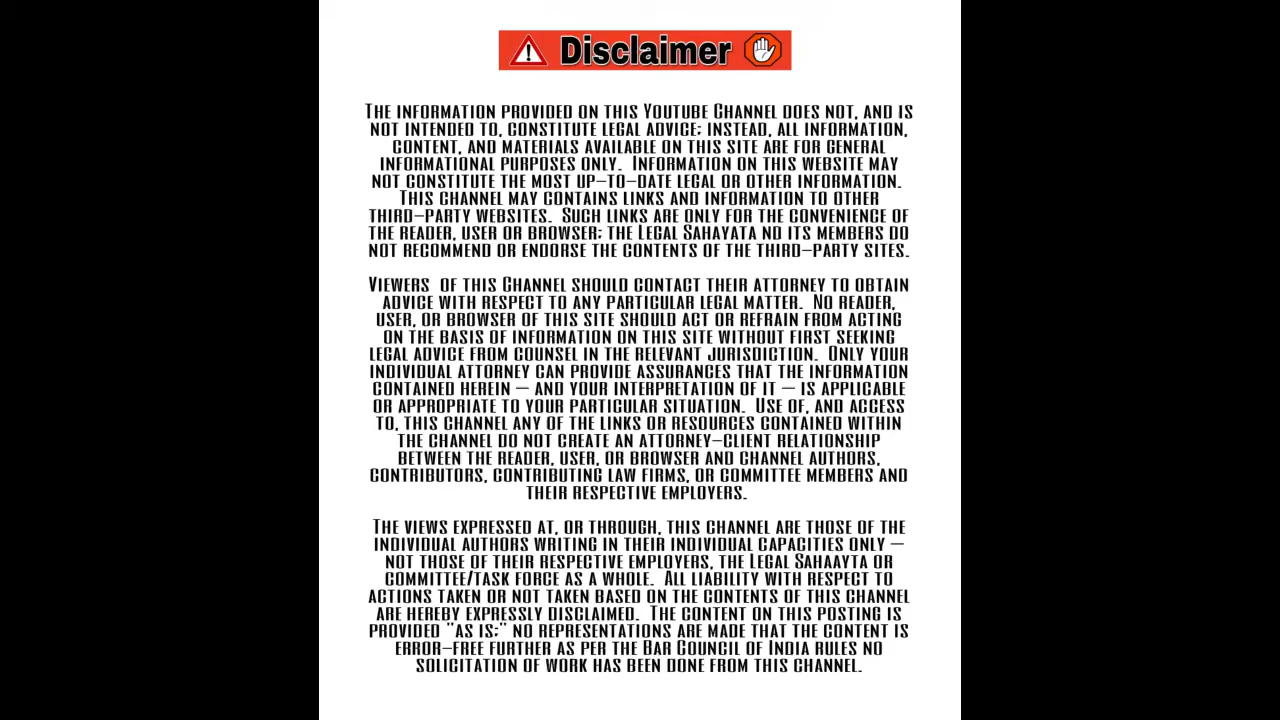 Disclaimer
The information provided on this Youtube Channel does not, and is
not intended to, constitute legal advice; instead, all information,
content, and materials available on this site are for general
informational purposes only. Information on this website may
not constitute the most up-to-date legal or other information.
This channel may contains links and information to other
third-party websites. Such links are only for the convenience of
the reader, user or browser; the Legal Sahayata nd its members do
not recommend or endorse the contents of the third-party sites.
Viewers of this Channel should contact their attorney to obtain
advice with respect to any particular legal matter. No reader,
user, or browser of this site should act or refrain from acting
on the basis of information on this site without first seeking
legal advice from counsel in the relevant jurisdiction. Only your
individual attorney can provide assurances that the information
contained herein – and your interpretation of it – is applicable
or appropriate to your particular situation. Use of, and access
to, this channel any of the links or resources contained within
the channel do not create an attorney-client relationship
between the reader, user, or browser and channel authors,
contributors, contributing law firms, or committee members and
their respective employers.
The views expressed at, or through, this channel are those of the
individual authors writing in their individual capacities only –
not those of their respective employers, the Legal Sahaayta or
committee/task force as a whole. All liability with respect to
actions taken or not taken based on the contents of this channel
are hereby expressly disclaimed. The content on this posting is
provided "as is;" no representations are made that the content is
error-free further as per the Bar Council of India rules no
solicitation of work has been done from this channel.